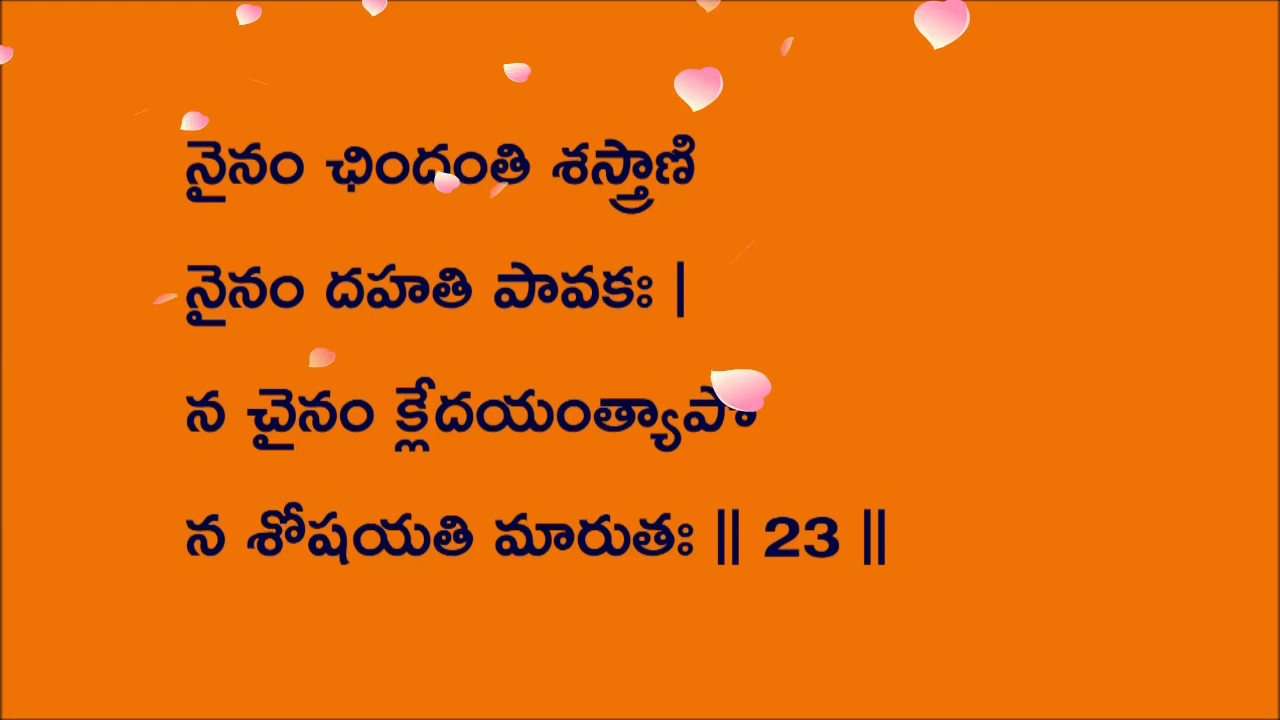 నైనం ఛిందంతి శస్త్రాణి
నైనం దహతి పావకః |
న చైనం క్లేదయంత్యాపా
న శోషయతి మారుతః || 23 ||